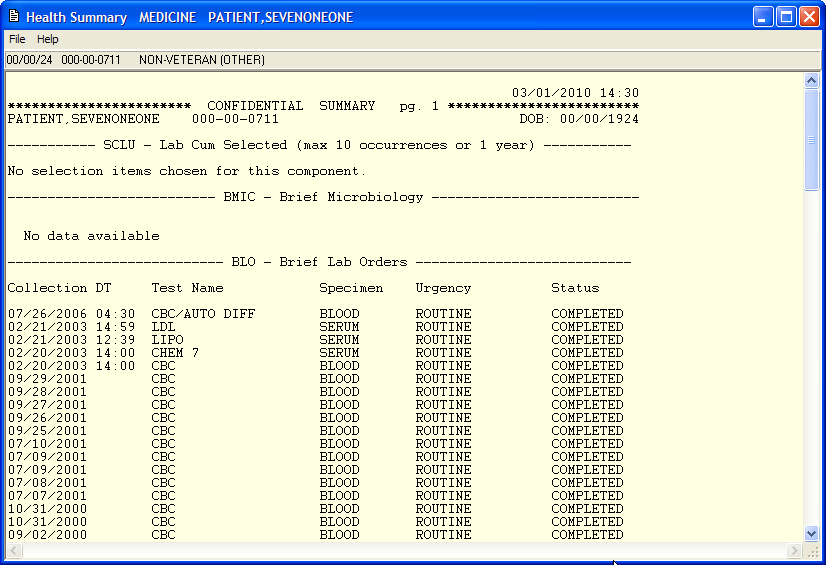 Health Summary   MEDICINE   PATIENT,SEVENONEONE
File   Help
00/00/24   000-00-0711   NON-VETERAN (OTHER)
03/01/2010 14:30
*********************** CONFIDENTIAL SUMMARY pg. 1 ************************
PATIENT,SEVENONEONE    000-00-0711    DOB: 00/00/1924
----------- SCLU - Lab Cum Selected (max 10 occurrences or 1 year) -----------
No selection items chosen for this component.
-------------------------- BMIC - Brief Microbiology --------------------------
No data available
--------------------------- BLO - Brief Lab Orders ---------------------------
Collection DT   Test Name   Specimen   Urgency   Status
07/26/2006 04:30   CBC/AUTO DIFF   BLOOD   ROUTINE   COMPLETED
02/21/2003 14:59   LDL   SERUM   ROUTINE   COMPLETED
02/21/2003 12:39   LIPO   SERUM   ROUTINE   COMPLETED
02/20/2003 14:00   CHEM 7   SERUM   ROUTINE   COMPLETED
02/20/2003 14:00   CBC   BLOOD   ROUTINE   COMPLETED
09/29/2001   CBC   BLOOD   ROUTINE   COMPLETED
09/28/2001   CBC   BLOOD   ROUTINE   COMPLETED
09/27/2001   CBC   BLOOD   ROUTINE   COMPLETED
09/26/2001   CBC   BLOOD   ROUTINE   COMPLETED
09/25/2001   CBC   BLOOD   ROUTINE   COMPLETED
07/10/2001   CBC   BLOOD   ROUTINE   COMPLETED
07/09/2001   CBC   BLOOD   ROUTINE   COMPLETED
07/09/2001   CBC   BLOOD   ROUTINE   COMPLETED
07/08/2001   CBC   BLOOD   ROUTINE   COMPLETED
07/07/2001   CBC   BLOOD   ROUTINE   COMPLETED
10/31/2000   CBC   BLOOD   ROUTINE   COMPLETED
10/31/2000   CBC   BLOOD   ROUTINE   COMPLETED
09/02/2000   CBC   BLOOD   ROUTINE   COMPLETED